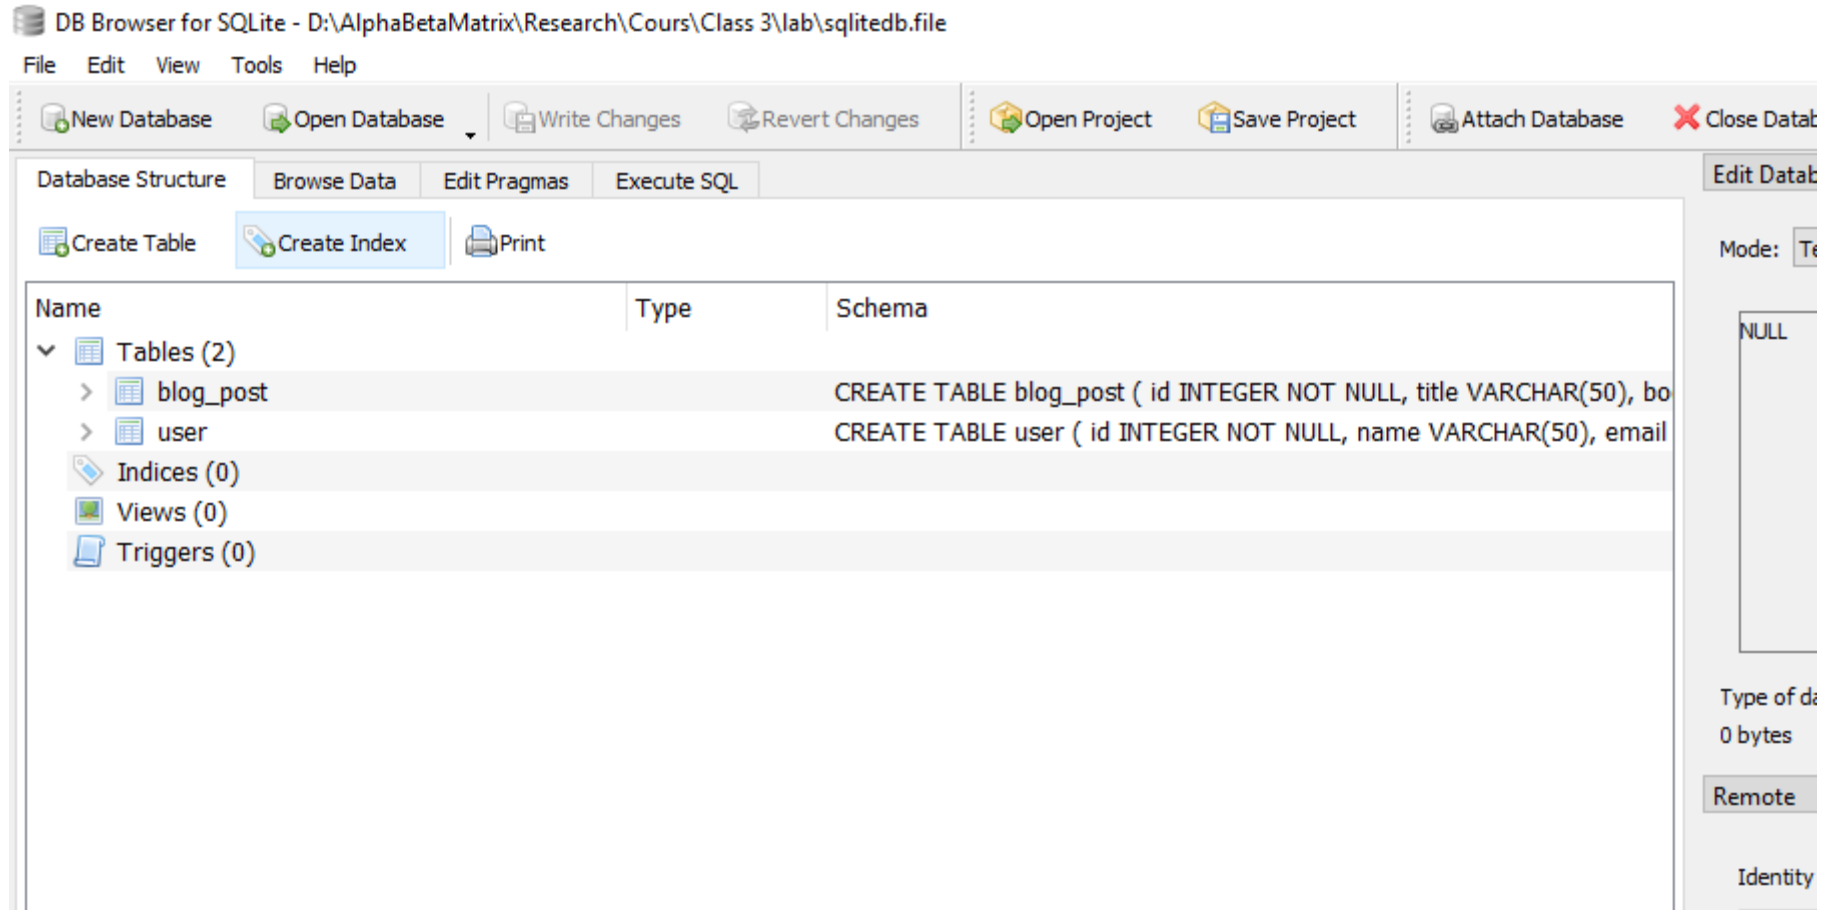 DB Browser for SQLite - D:\AlphaBetaMatrix\Research\Cours\Class 3\lab\sqlitedb.file
File Edit View Tools Help
New Database Open Database Write Changes Revert Changes Open Project Save Project Attach Database Close Datab
Database Structure Browse Data Edit Pragmas Execute SQL
Edit Datab
Create Table Create Index Print
Mode: Te
Name Type Schema
NULL
Tables (2)
blog_post CREATE TABLE blog_post ( id INTEGER NOT NULL, title VARCHAR(50), bo
user CREATE TABLE user ( id INTEGER NOT NULL, name VARCHAR(50), email
Indices (0)
Views (0)
Triggers (0)
Type of da
0 bytes
Remote
Identity